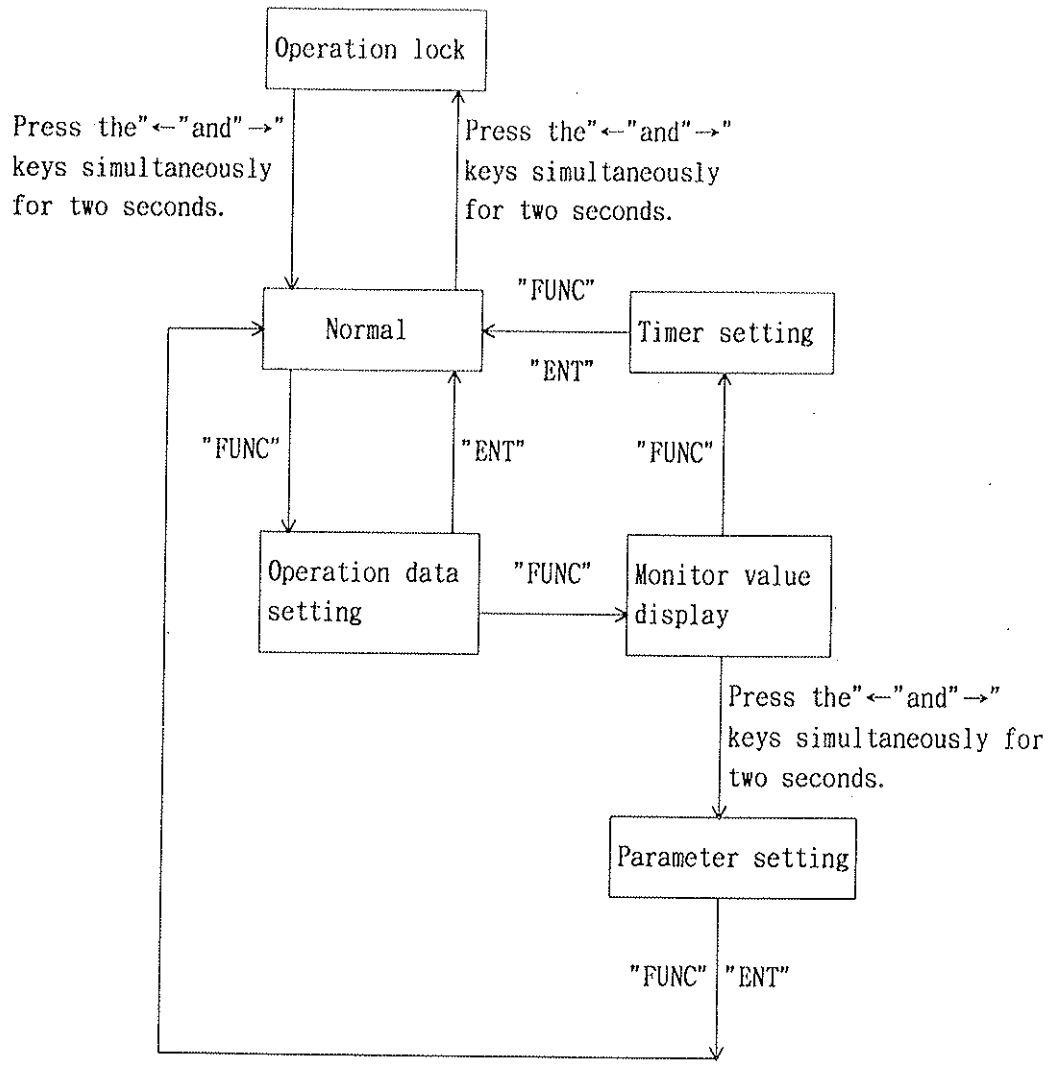 Operation lock
Press the"←"and"→"
keys simultaneously
for two seconds.
Press the"←"and"→"
keys simultaneously
for two seconds.
"FUNC"
Normal
Timer setting
"ENT"
"FUNC"
"ENT"
"FUNC"
Operation data
setting
"FUNC"
Monitor value
display
Press the"←"and"→"
keys simultaneously for
two seconds.
Parameter setting
"FUNC"
"ENT"